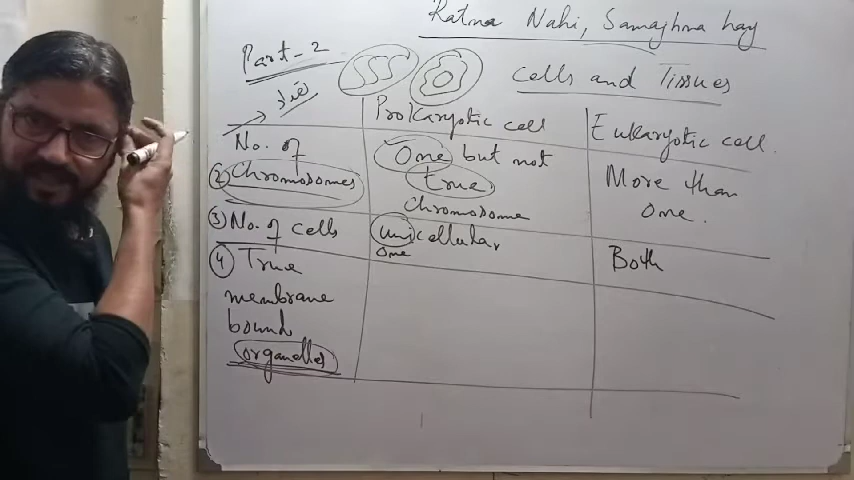 Ratna Nahi, Samajhna hay
Part-2
SSS
Cells and Tissues
Prokaryotic cell
Eukaryotic cell.
No. of
② Chromosomes
One but not
true
Chromosome
More than
One.
③ No. of cells
Unicellular
One
Both
④ True
membrane
bound
organelles